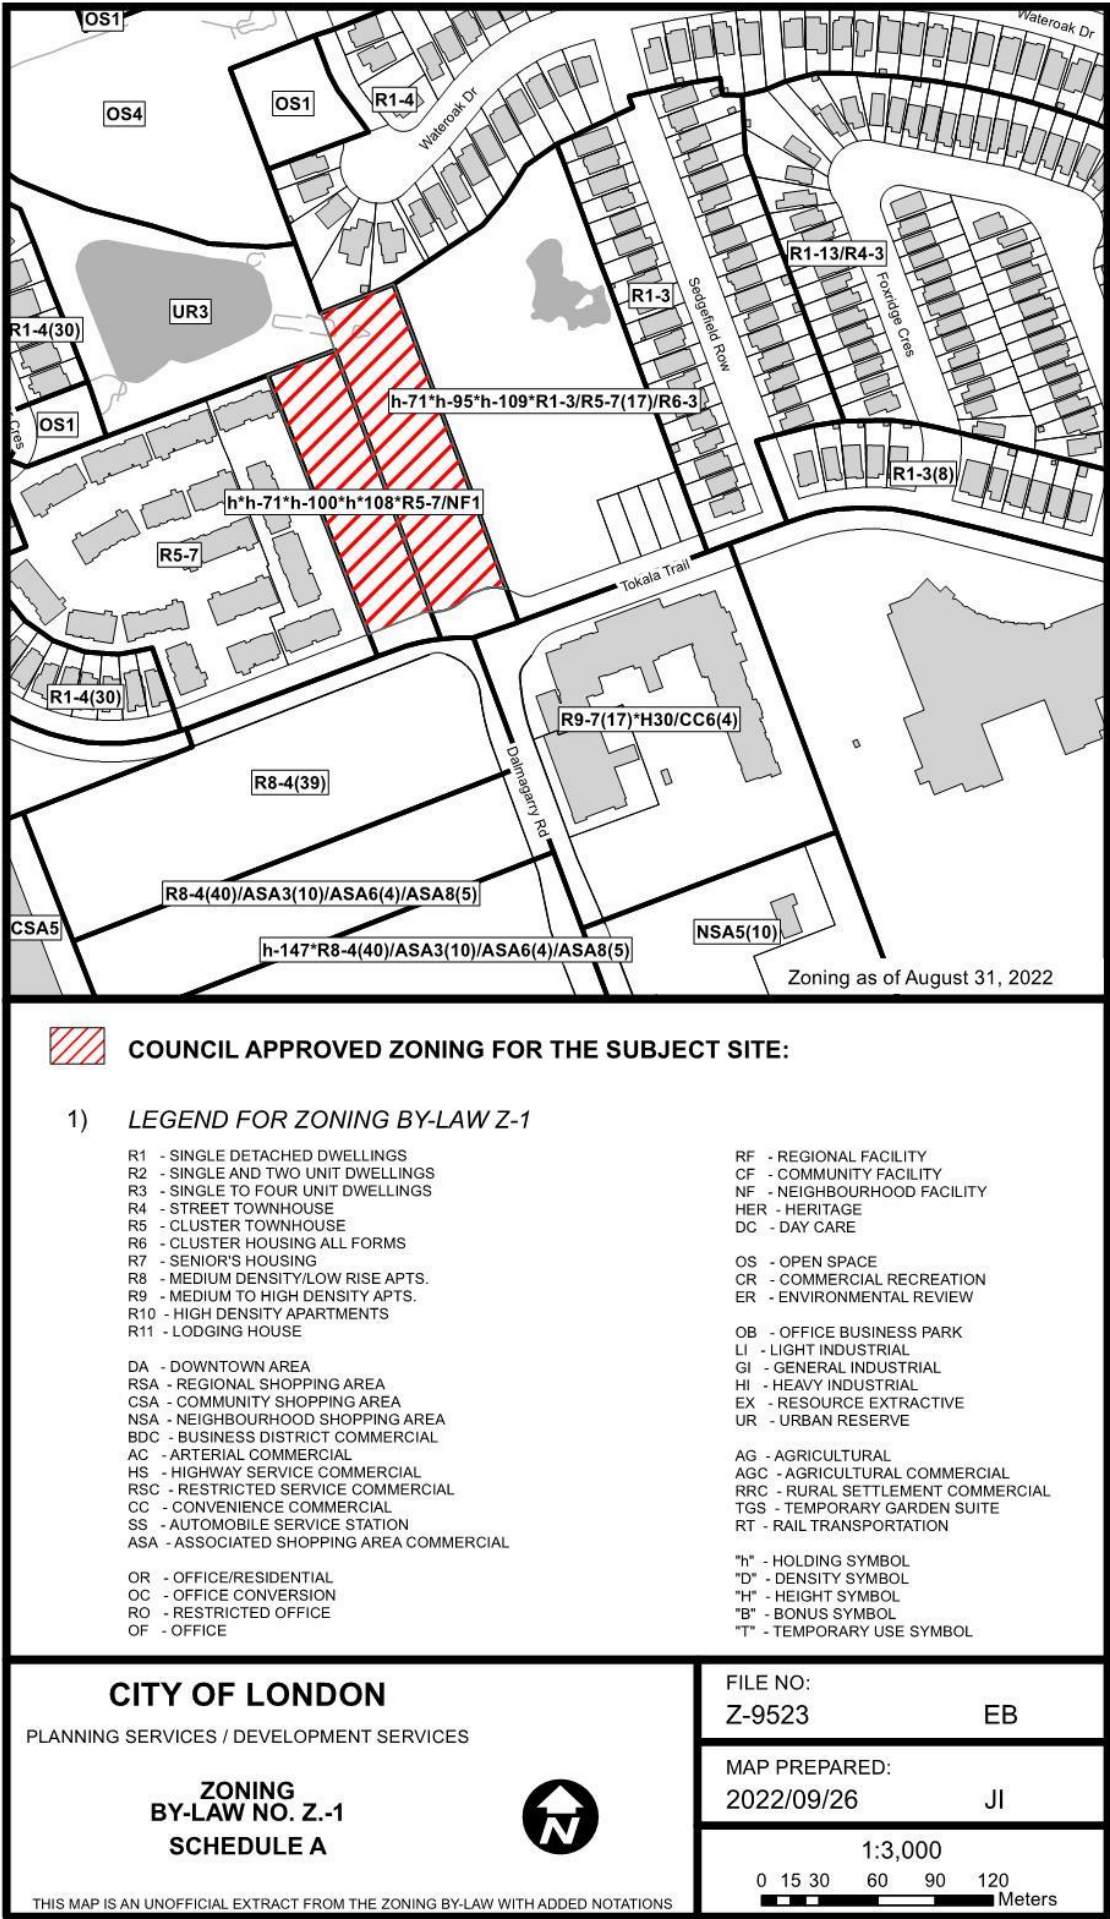 OS1
Wateroak Dr
OS4
OS1
R1-4
Wateroak Dr
R1-13/R4-3
UR3
R1-3
Sedgefield Row
Foxridge Cres
R1-4(30)
h-71*h-95*h-109*R1-3/R5-7(17)/R6-3
OS1
Cres
R1-3(8)
h*h-71*h-100*h*108*R5-7/NF1
R5-7
Tokala Trail
R1-4(30)
R9-7(17)*H30/CC6(4)
R8-4(39)
Dalmagarry Rd
R8-4(40)/ASA3(10)/ASA6(4)/ASA8(5)
CSA5
NSA5(10)
h-147*R8-4(40)/ASA3(10)/ASA6(4)/ASA8(5)
Zoning as of August 31, 2022
COUNCIL APPROVED ZONING FOR THE SUBJECT SITE:
1) LEGEND FOR ZONING BY-LAW Z-1
R1 - SINGLE DETACHED DWELLINGS
R2 - SINGLE AND TWO UNIT DWELLINGS
R3 - SINGLE TO FOUR UNIT DWELLINGS
R4 - STREET TOWNHOUSE
R5 - CLUSTER TOWNHOUSE
R6 - CLUSTER HOUSING ALL FORMS
R7 - SENIOR'S HOUSING
R8 - MEDIUM DENSITY/LOW RISE APTS.
R9 - MEDIUM TO HIGH DENSITY APTS.
R10 - HIGH DENSITY APARTMENTS
R11 - LODGING HOUSE
DA - DOWNTOWN AREA
RSA - REGIONAL SHOPPING AREA
CSA - COMMUNITY SHOPPING AREA
NSA - NEIGHBOURHOOD SHOPPING AREA
BDC - BUSINESS DISTRICT COMMERCIAL
AC - ARTERIAL COMMERCIAL
HS - HIGHWAY SERVICE COMMERCIAL
RSC - RESTRICTED SERVICE COMMERCIAL
CC - CONVENIENCE COMMERCIAL
SS - AUTOMOBILE SERVICE STATION
ASA - ASSOCIATED SHOPPING AREA COMMERCIAL
OR - OFFICE/RESIDENTIAL
OC - OFFICE CONVERSION
RO - RESTRICTED OFFICE
OF - OFFICE
RF - REGIONAL FACILITY
CF - COMMUNITY FACILITY
NF - NEIGHBOURHOOD FACILITY
HER - HERITAGE
DC - DAY CARE
OS - OPEN SPACE
CR - COMMERCIAL RECREATION
ER - ENVIRONMENTAL REVIEW
OB - OFFICE BUSINESS PARK
LI - LIGHT INDUSTRIAL
GI - GENERAL INDUSTRIAL
HI - HEAVY INDUSTRIAL
EX - RESOURCE EXTRACTIVE
UR - URBAN RESERVE
AG - AGRICULTURAL
AGC - AGRICULTURAL COMMERCIAL
RRC - RURAL SETTLEMENT COMMERCIAL
TGS - TEMPORARY GARDEN SUITE
RT - RAIL TRANSPORTATION
"h" - HOLDING SYMBOL
"D" - DENSITY SYMBOL
"H" - HEIGHT SYMBOL
"B" - BONUS SYMBOL
"T" - TEMPORARY USE SYMBOL
CITY OF LONDON
PLANNING SERVICES / DEVELOPMENT SERVICES
ZONING
BY-LAW NO. Z.-1
SCHEDULE A
N
THIS MAP IS AN UNOFFICIAL EXTRACT FROM THE ZONING BY-LAW WITH ADDED NOTATIONS
FILE NO:
Z-9523 EB
MAP PREPARED:
2022/09/26 JI
1:3,000
0 15 30 60 90 120
Meters